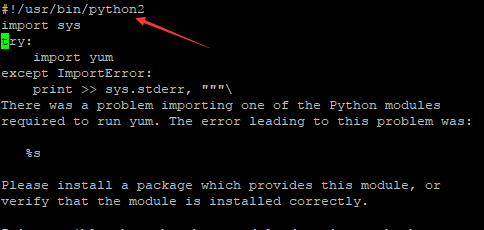 #!/usr/bin/python2
import sys
try:
    import yum
except ImportError:
    print >> sys.stderr, """\
There was a problem importing one of the Python modules
required to run yum. The error leading to this problem was:

   %s

Please install a package which provides this module, or
verify that the module is installed correctly.